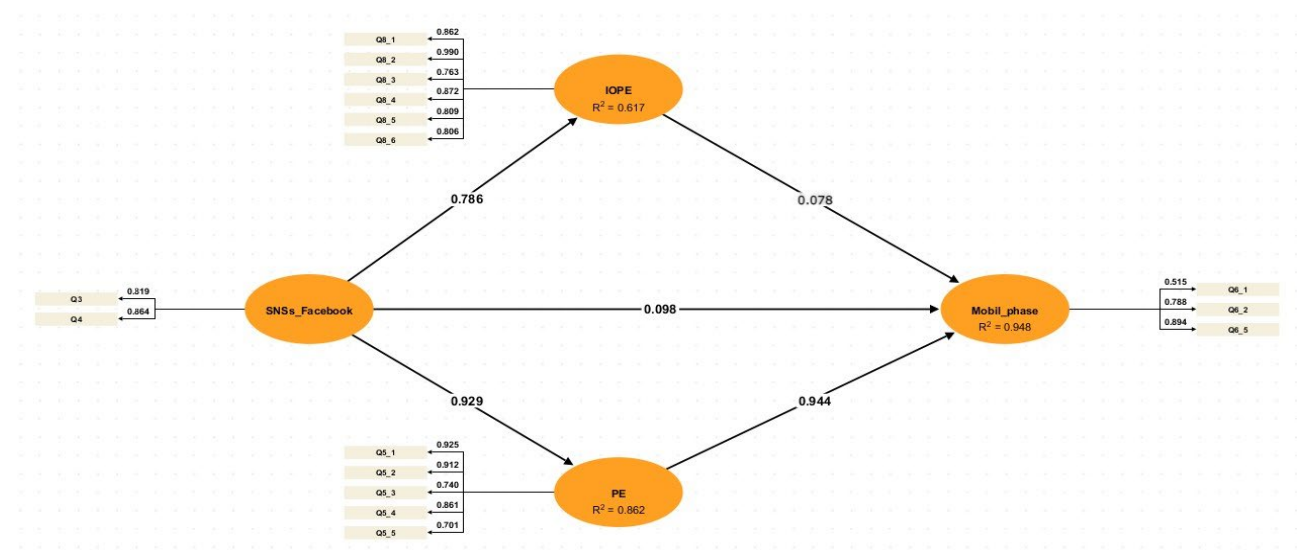 Q8_1 0.862
Q8_2 0.990
Q8_3 0.763
Q8_4 0.872
Q8_5 0.809
Q8_6 0.806
IOPE
R² = 0.617
0.786
0.078
Q3 0.819
Q4 0.864
SNSs_Facebook
0.098
Mobil_phase
R² = 0.948
0.515 Q6_1
0.788 Q6_2
0.894 Q6_5
0.929
0.944
Q5_1 0.925
Q5_2 0.912
Q5_3 0.740
Q5_4 0.861
Q5_5 0.701
PE
R² = 0.862